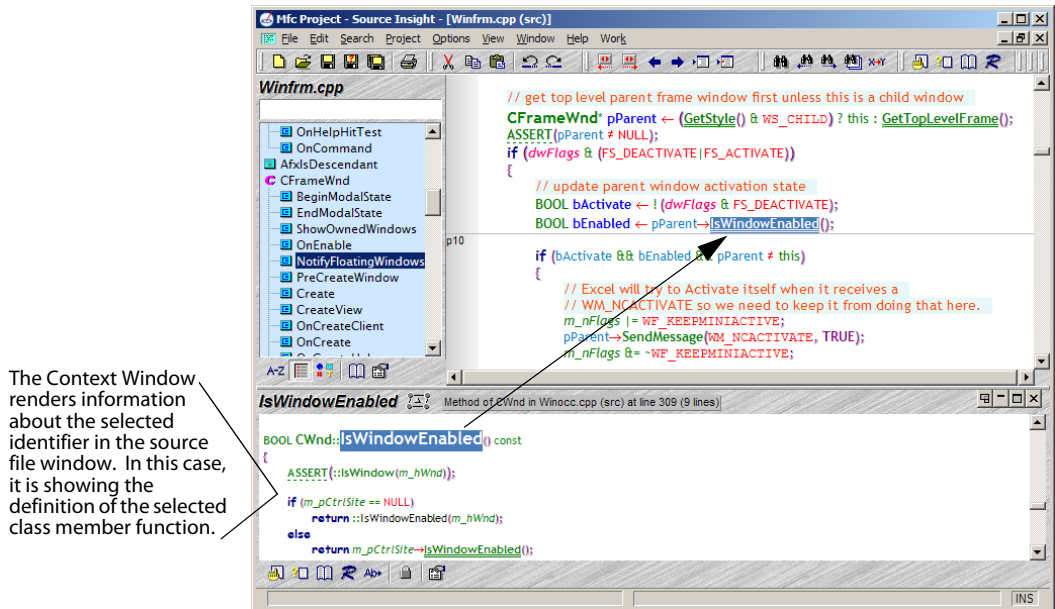 Mfc Project - Source Insight - [Winfrm.cpp (src)]
File Edit Search Project Options View Window Help Work
Winfrm.cpp
OnHelpHitTest
OnCommand
AfxIsDescendant
CFrameWnd
BeginModalState
EndModalState
ShowOwnedWindows
OnEnable
NotifyFloatingWindows
PreCreateWindow
Create
CreateView
OnCreateClient
OnCreate
A-Z
// get top level parent frame window first unless this is a child window
CFrameWnd* pParent ← (GetStyle() & WS_CHILD) ? this : GetTopLevelFrame();
ASSERT(pParent ≠ NULL);
if (dwFlags & (FS_DEACTIVATE|FS_ACTIVATE))
{
// update parent window activation state
BOOL bActivate ← !(dwFlags & FS_DEACTIVATE);
BOOL bEnabled ← pParent→IsWindowEnabled();
p10
if (bActivate && bEnabled && pParent ≠ this)
{
// Excel will try to Activate itself when it receives a
// WM_NCACTIVATE so we need to keep it from doing that here.
m_nFlags |= WF_KEEPMINIACTIVE;
pParent→SendMessage(WM_NCACTIVATE, TRUE);
m_nFlags &= ~WF_KEEPMINIACTIVE;
The Context Window
renders information
about the selected
identifier in the source
file window. In this case,
it is showing the
definition of the selected
class member function.
IsWindowEnabled Method of CWnd in Winocc.cpp (src) at line 309 (9 lines)
BOOL CWnd::IsWindowEnabled() const
{
ASSERT(::IsWindow(m_hWnd));
if (m_pCtrlSite == NULL)
return ::IsWindowEnabled(m_hWnd);
else
return m_pCtrlSite→IsWindowEnabled();
INS